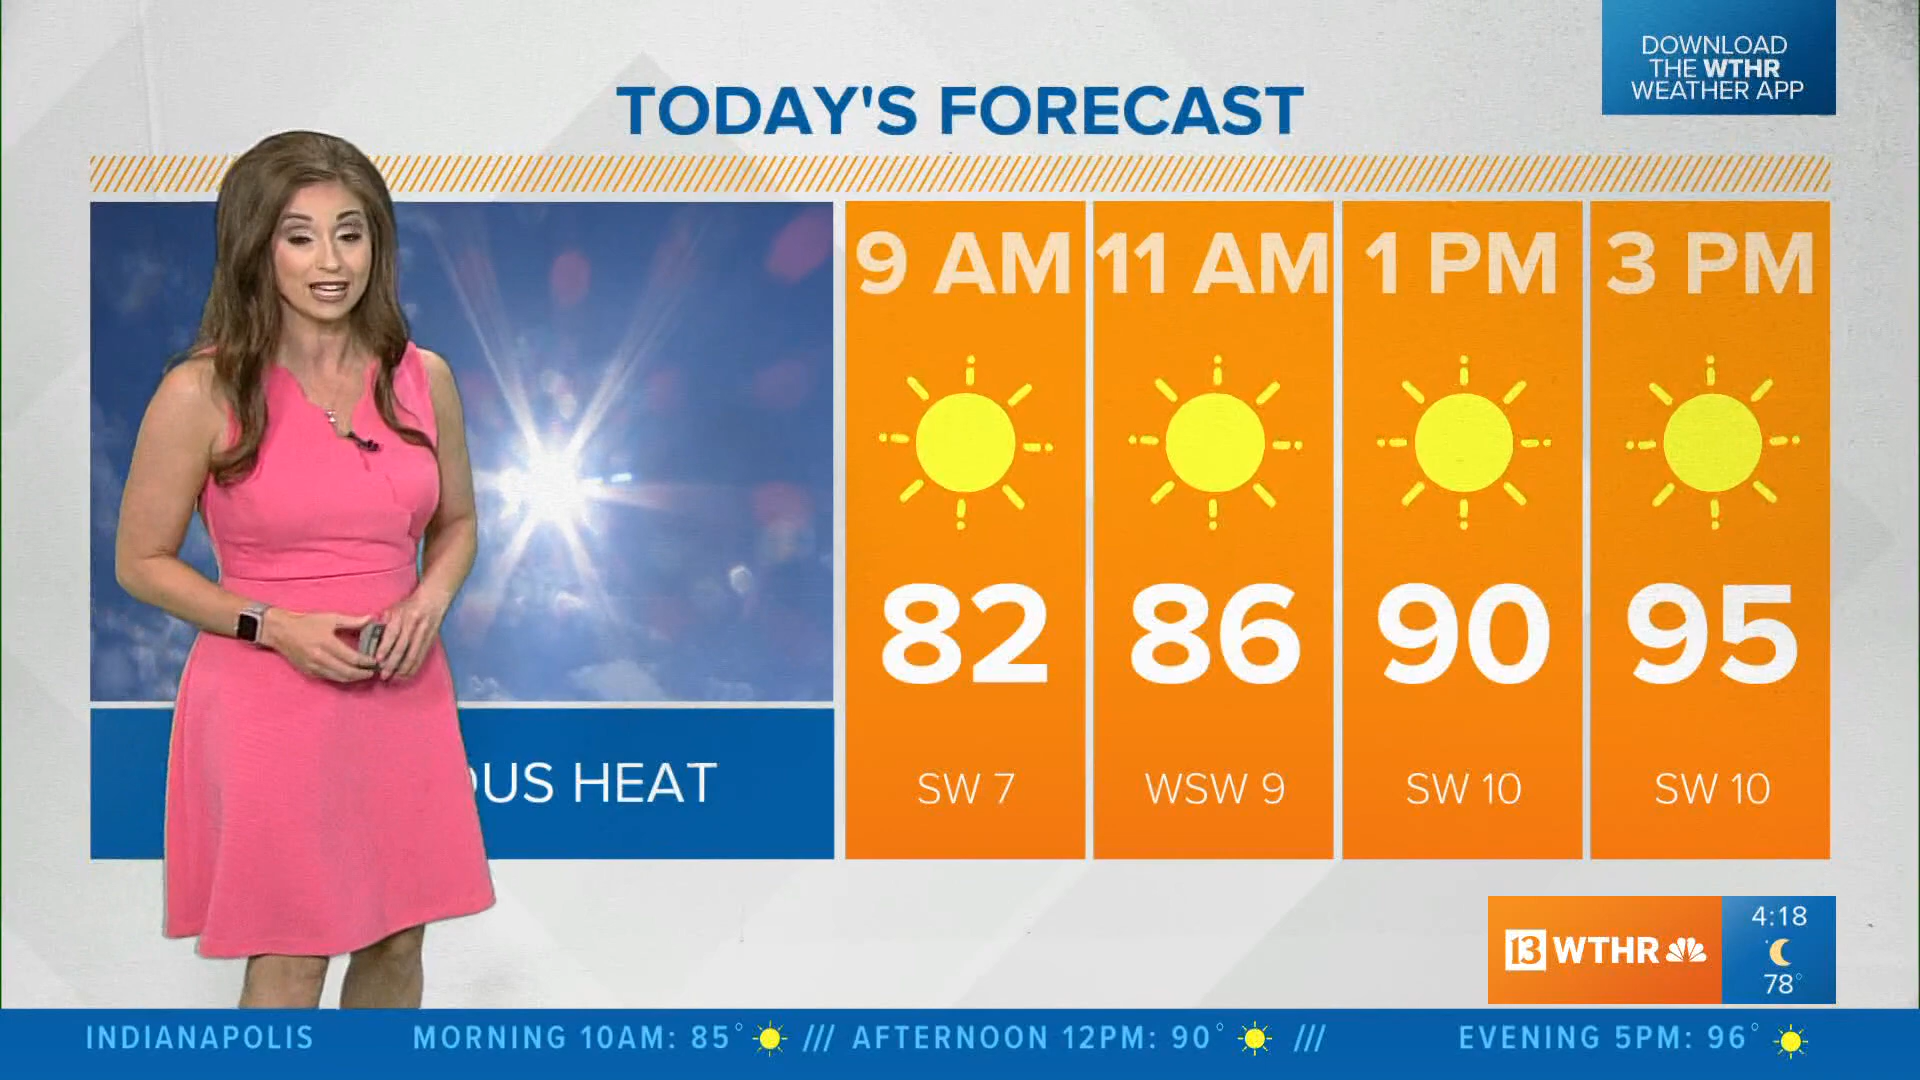 DOWNLOAD
THE WTHR
WEATHER APP
TODAY'S FORECAST
9 AM
82
SW 7
11 AM
86
WSW 9
1 PM
90
SW 10
3 PM
95
SW 10
HEAT
13 WTHR
4:18
78°
INDIANAPOLIS MORNING 10AM: 85° /// AFTERNOON 12PM: 90° /// EVENING 5PM: 96°